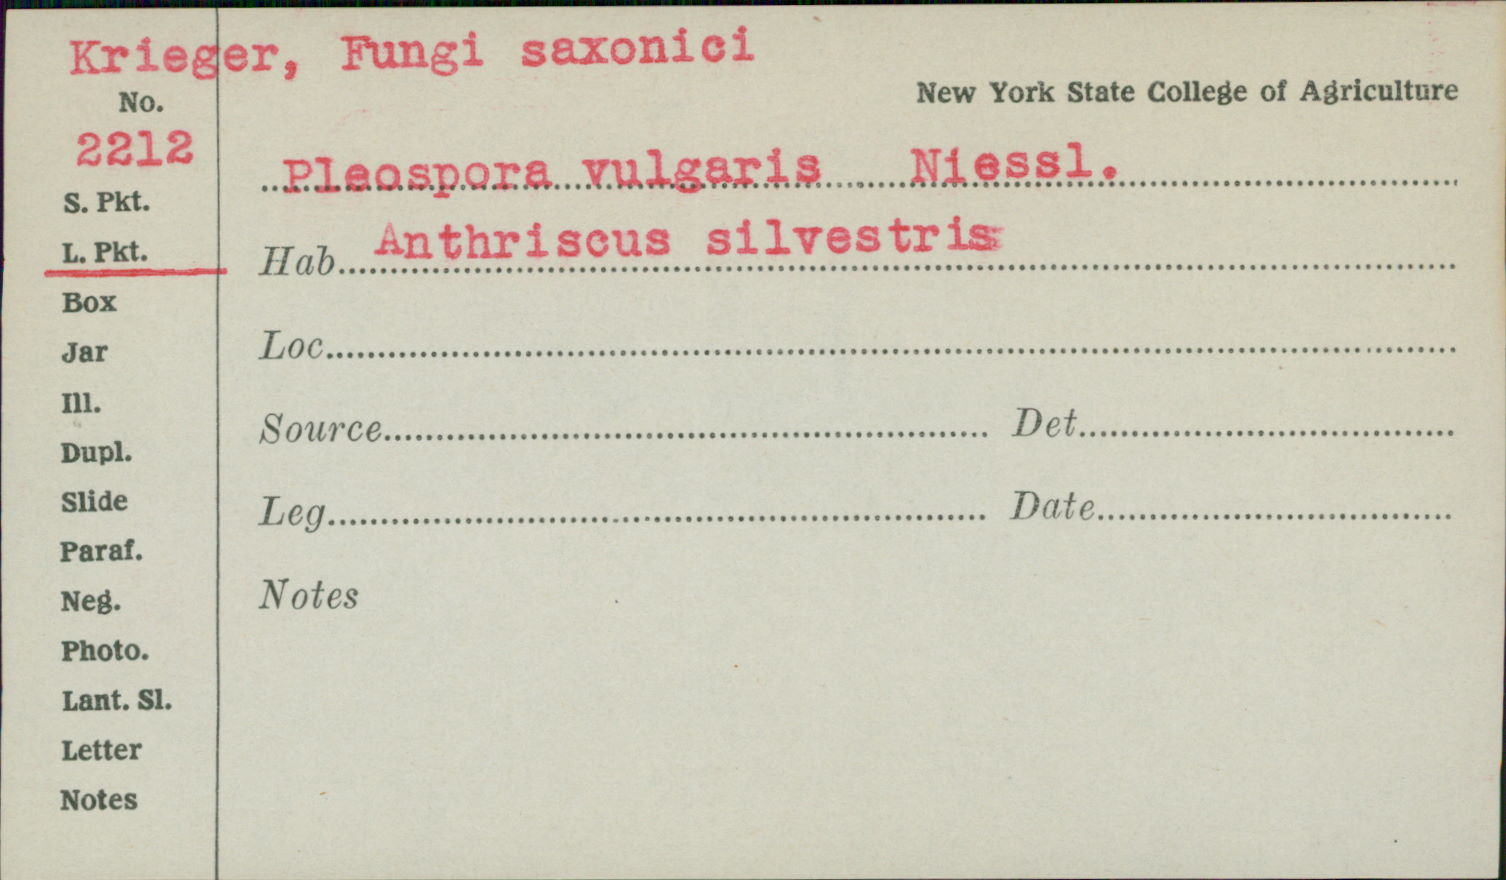 Krieger, Fungi saxonici
New York State College of Agriculture
No.
2212
Pleospora vulgaris Niessl.
S. Pkt.
L. Pkt.
Hab. Anthriscus silvestris
Box
Jar
Loc.
Ill.
Source Det.
Dupl.
Slide
Leg. Date
Paraf.
Neg.
Notes
Photo.
Lant. Sl.
Letter
Notes